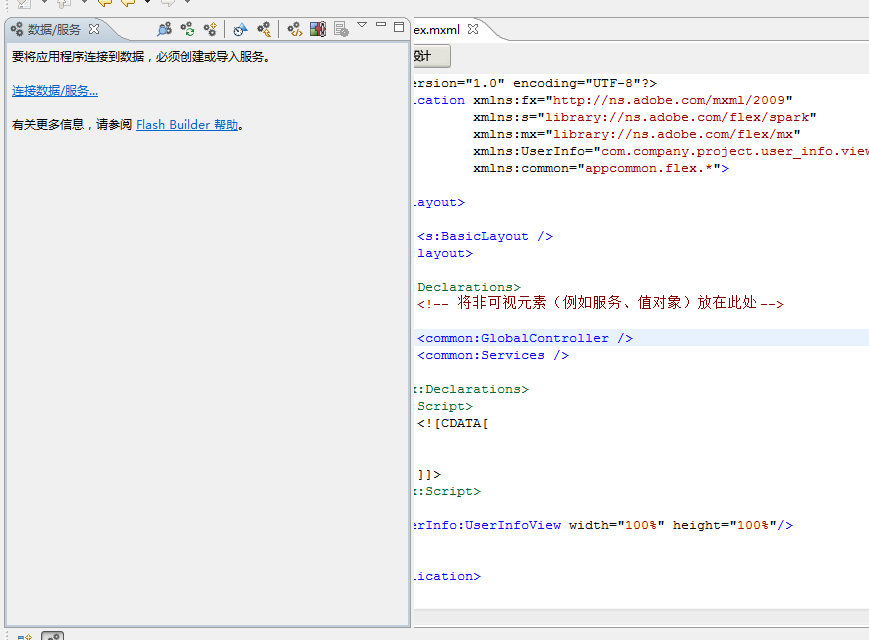 数据/服务
要将应用程序连接到数据，必须创建或导入服务。
连接数据/服务...
有关更多信息，请参阅 Flash Builder 帮助。
ex.mxml
设计
ersion="1.0" encoding="UTF-8"?>
ication xmlns:fx="http://ns.adobe.com/mxml/2009"
xmlns:s="library://ns.adobe.com/flex/spark"
xmlns:mx="library://ns.adobe.com/flex/mx"
xmlns:UserInfo="com.company.project.user_info.view
xmlns:common="appcommon.flex.*">
layout>
<s:BasicLayout />
layout>
Declarations>
<!-- 将非可视元素（例如服务、值对象）放在此处 -->
<common:GlobalController />
<common:Services />
:Declarations>
Script>
<![CDATA[
]]>
:Script>
erInfo:UserInfoView width="100%" height="100%"/>
ication>